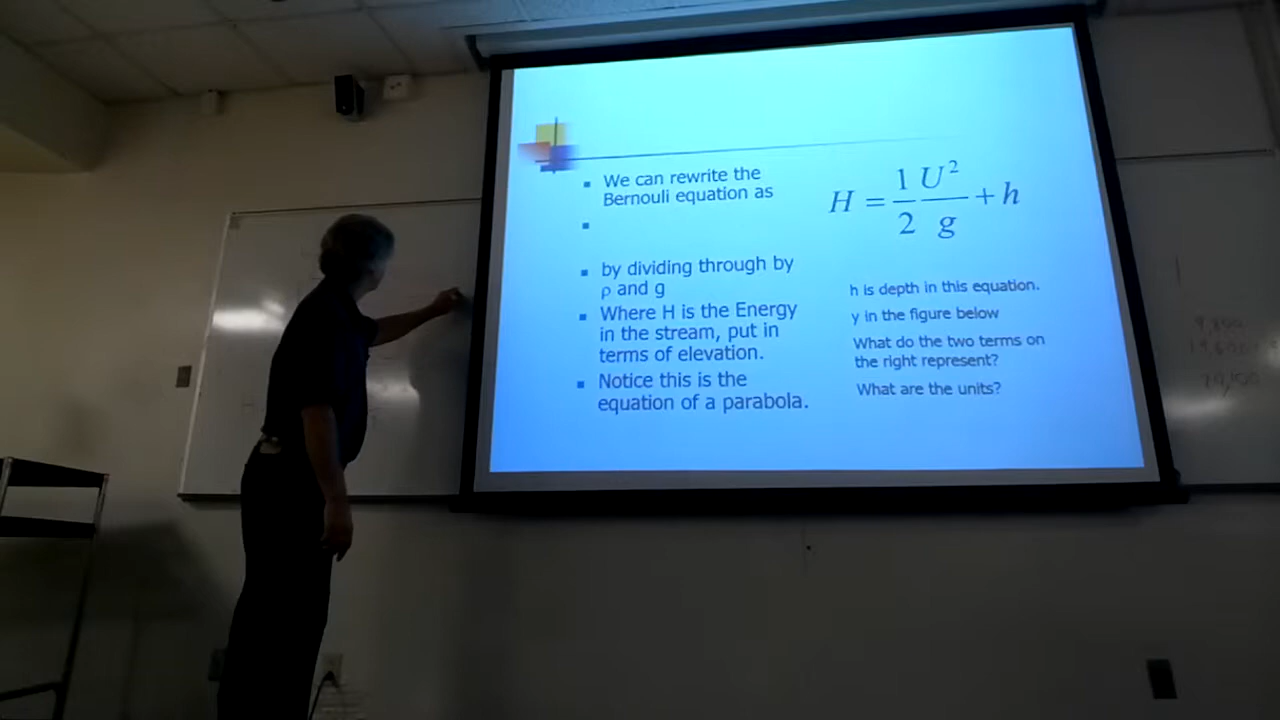 We can rewrite the
Bernouli equation as
H = 1/2 U²/g + h
by dividing through by
ρ and g
Where H is the Energy
in the stream, put in
terms of elevation.
Notice this is the
equation of a parabola.
h is depth in this equation.
y in the figure below
What do the two terms on
the right represent?
What are the units?